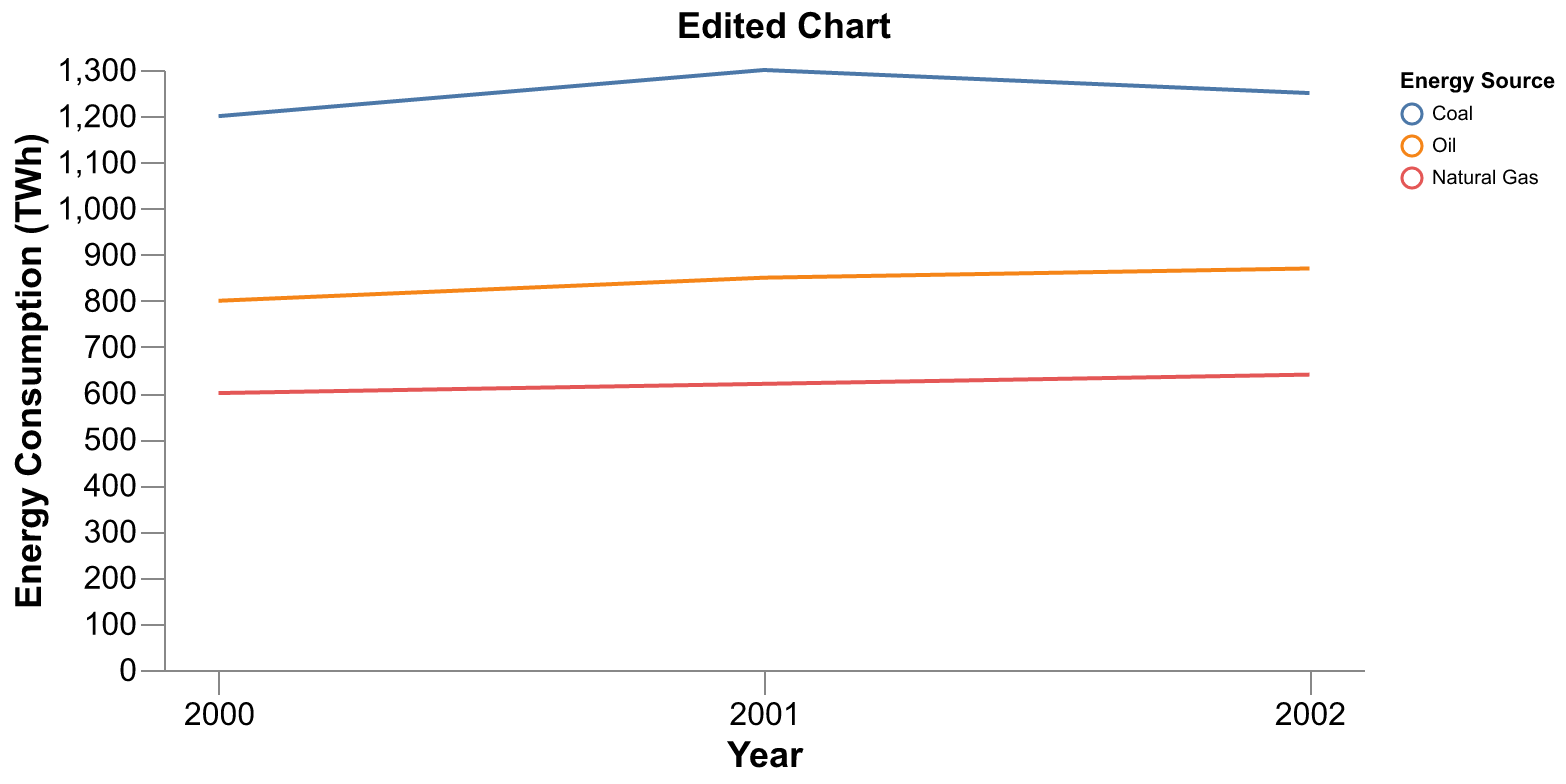 Edited Chart
1,300
1,200
1,100
1,000
900
800
700
600
500
400
300
200
100
0
Energy Consumption (TWh)
2000
2001
2002
Year
Energy Source
Coal
Oil
Natural Gas